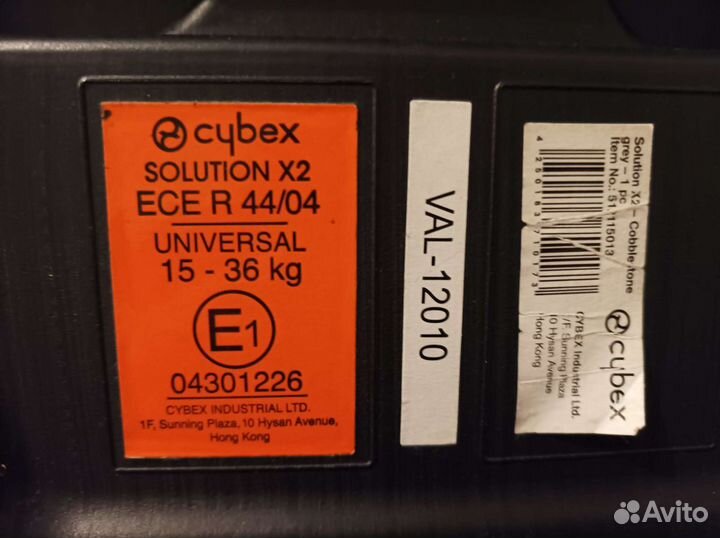 cybex
SOLUTION X2
ECE R 44/04
UNIVERSAL
15 - 36 kg
E1
04301226
CYBEX INDUSTRIAL LTD.
1F, Sunning Plaza, 10 Hysan Avenue,
Hong Kong
VAL-12010
Solution X2 – Cobblestone
grey – 1 pc
Item No.: 51 115013
cybex
CYBEX Industrial Ltd.
1/F, Sunning Plaza
10 Hysan Avenue
Hong Kong
Avito